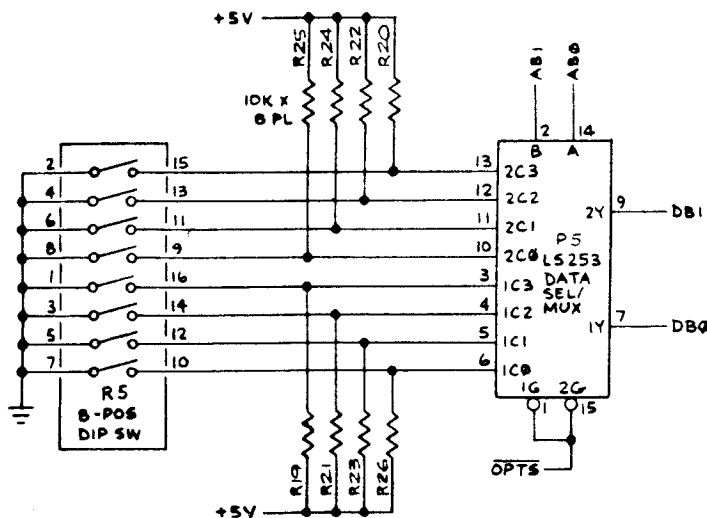 +5V
R25
R24
R22
R20
10K X
8 PL
AB1
AB0
2
14
B
A
2
15
13
2C3
4
13
12
2C2
6
11
11
2C1
8
9
10
2C0
1
16
3
1C3
3
14
4
1C2
5
12
5
1C1
7
10
6
1C0
2Y
9
DB1
P5
LS253
DATA
SEL/
MUX
1Y
7
DB0
1G
2G
1
15
OPTS
R5
8-POS
DIP SW
R19
R21
R23
R26
+5V